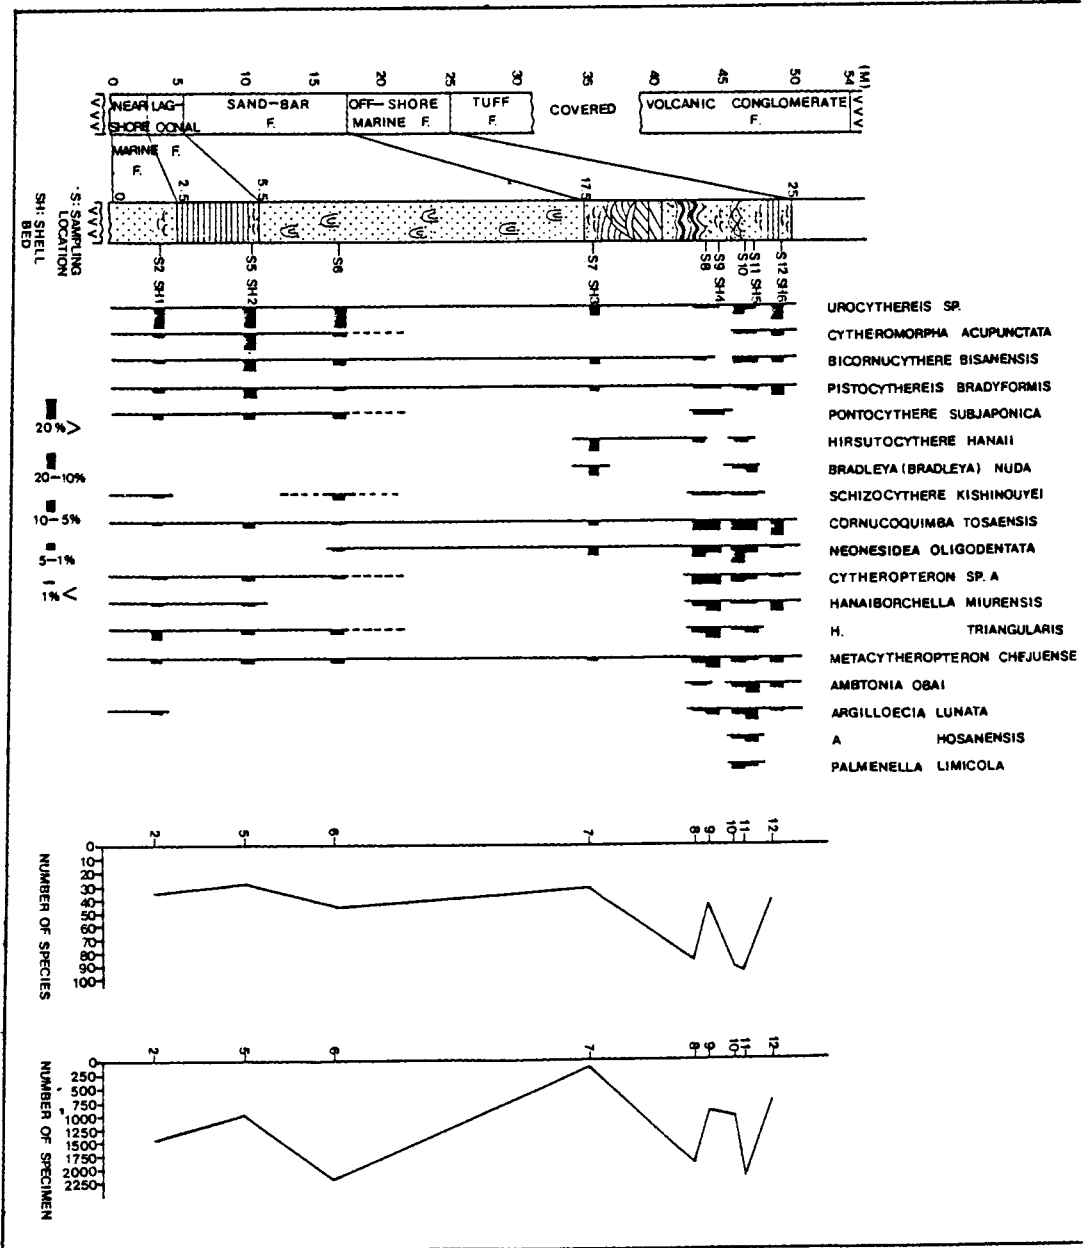 0 5 10 15 20 25 30 35 40 45 50 54 (M)
NEAR LAG- SAND-BAR OFF-SHORE TUFF COVERED VOLCANIC CONGLOMERATE
SHORE OONAL F. MARINE F. F. F.
MARINE F.
F.
0 2.5 5.5 17.5 25
·S: SAMPLING
LOCATION
SH: SHELL
BED
S2 SH1 S5 SH2 S6 S7 SH3 S8 S9 SH4 S10 S11 SH5 S12 SH6
UROCYTHEREIS SP.
CYTHEROMORPHA ACUPUNCTATA
BICORNUCYTHERE BISANENSIS
PISTOCYTHEREIS BRADYFORMIS
PONTOCYTHERE SUBJAPONICA
20%>
HIRSUTOCYTHERE HANAII
BRADLEYA (BRADLEYA) NUDA
20-10%
SCHIZOCYTHERE KISHINOUYEI
10-5%
CORNUCOQUIMBA TOSAENSIS
NEONESIDEA OLIGODENTATA
5-1%
CYTHEROPTERON SP. A
1%<
HANAIBORCHELLA MIURENSIS
H. TRIANGULARIS
METACYTHEROPTERON CHEJUENSE
AMBTONIA OBAI
ARGILLOECIA LUNATA
A HOSANENSIS
PALMENELLA LIMICOLA
2 5 6 7 8 9 10 11 12
0
10
20
30
40
50
60
70
80
90
100
NUMBER OF SPECIES
2 5 6 7 8 9 10 11 12
0
250
500
750
1000
1250
1500
1750
2000
2250
NUMBER OF SPECIMEN